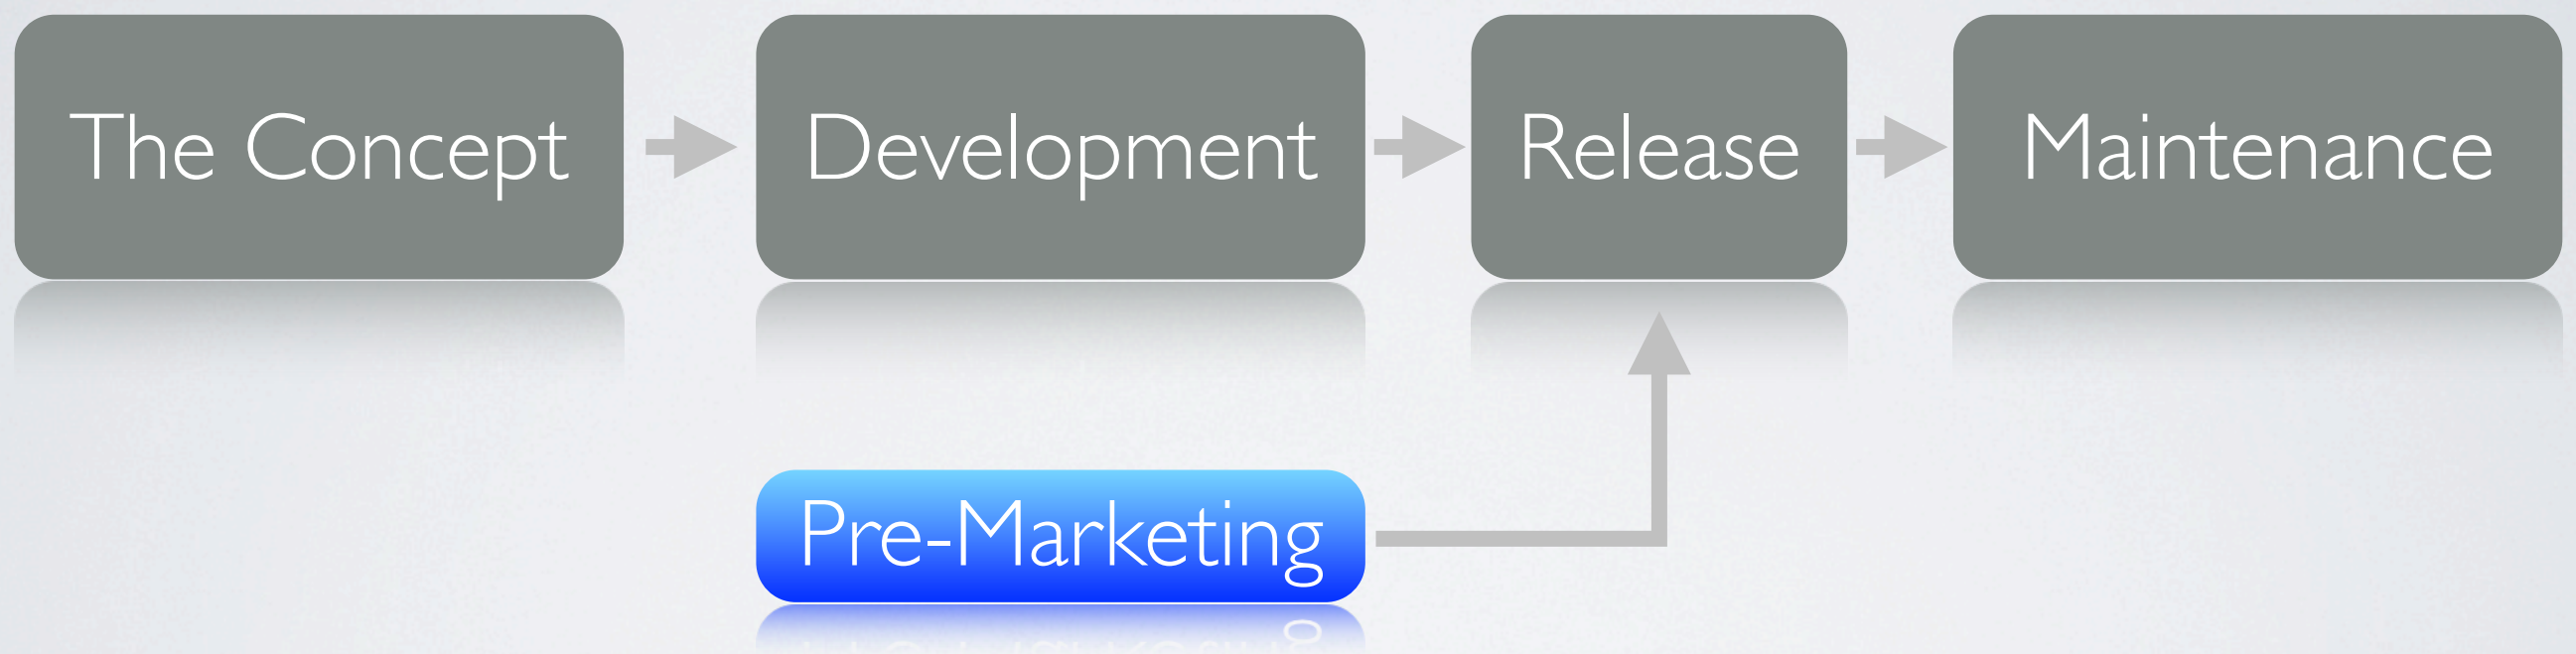 The Concept
Development
Release
Maintenance
Pre-Marketing